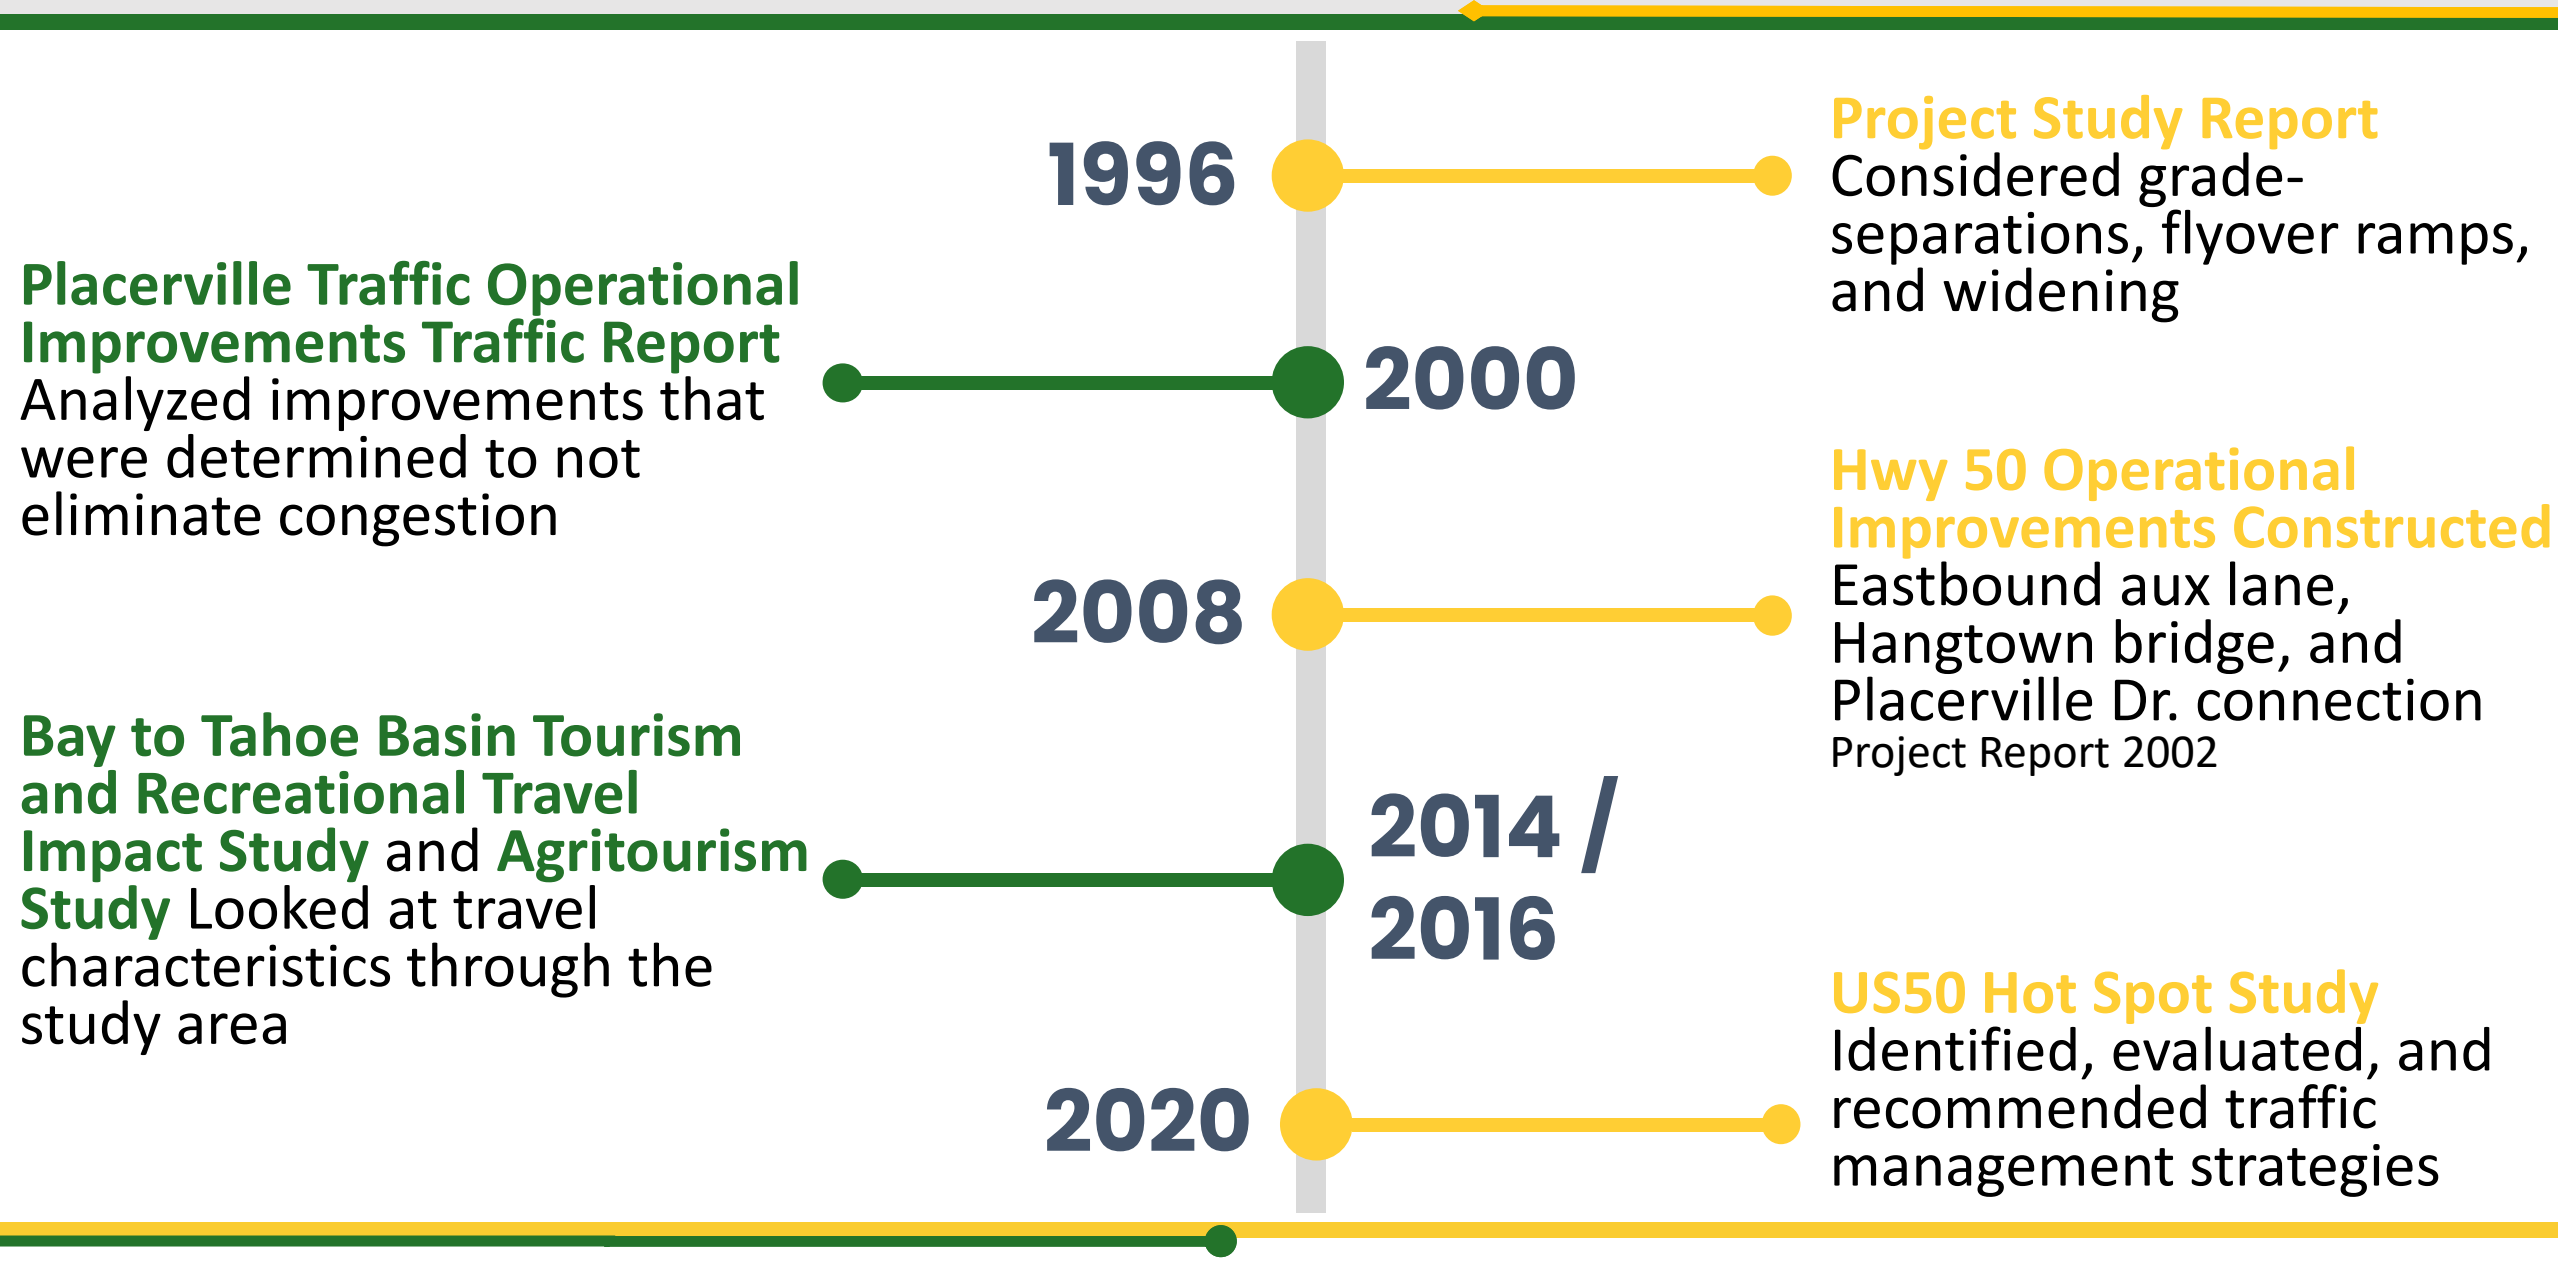 1996
Project Study Report
Considered grade-
separations, flyover ramps,
and widening
Placerville Traffic Operational
Improvements Traffic Report
Analyzed improvements that
were determined to not
eliminate congestion
2000
2008
Hwy 50 Operational
Improvements Constructed
Eastbound aux lane,
Hangtown bridge, and
Placerville Dr. connection
Project Report 2002
Bay to Tahoe Basin Tourism
and Recreational Travel
Impact Study and Agritourism
Study Looked at travel
characteristics through the
study area
2014 /
2016
2020
US50 Hot Spot Study
Identified, evaluated, and
recommended traffic
management strategies